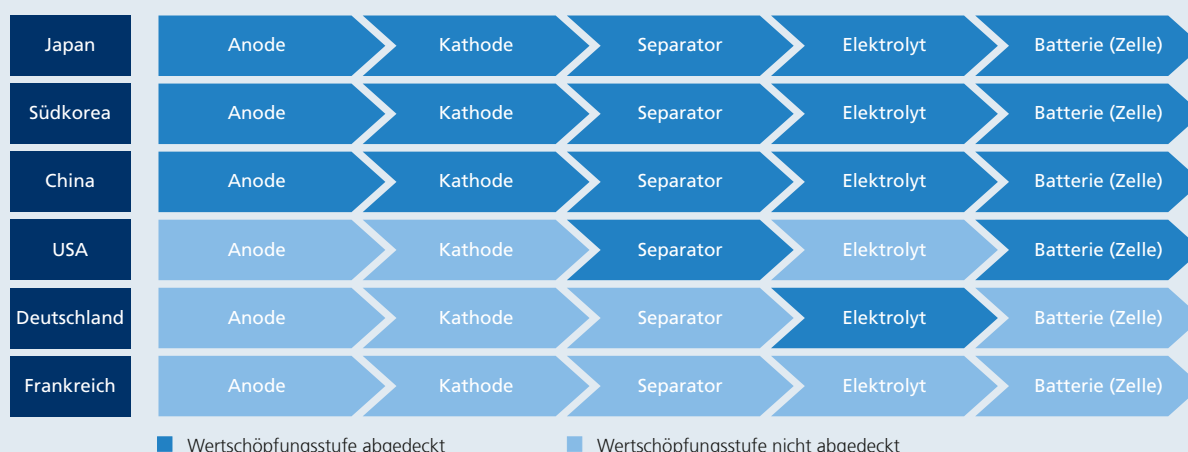 Japan Anode Kathode Separator Elektrolyt Batterie (Zelle)
Südkorea Anode Kathode Separator Elektrolyt Batterie (Zelle)
China Anode Kathode Separator Elektrolyt Batterie (Zelle)
USA Anode Kathode Separator Elektrolyt Batterie (Zelle)
Deutschland Anode Kathode Separator Elektrolyt Batterie (Zelle)
Frankreich Anode Kathode Separator Elektrolyt Batterie (Zelle)
Wertschöpfungsstufe abgedeckt Wertschöpfungsstufe nicht abgedeckt